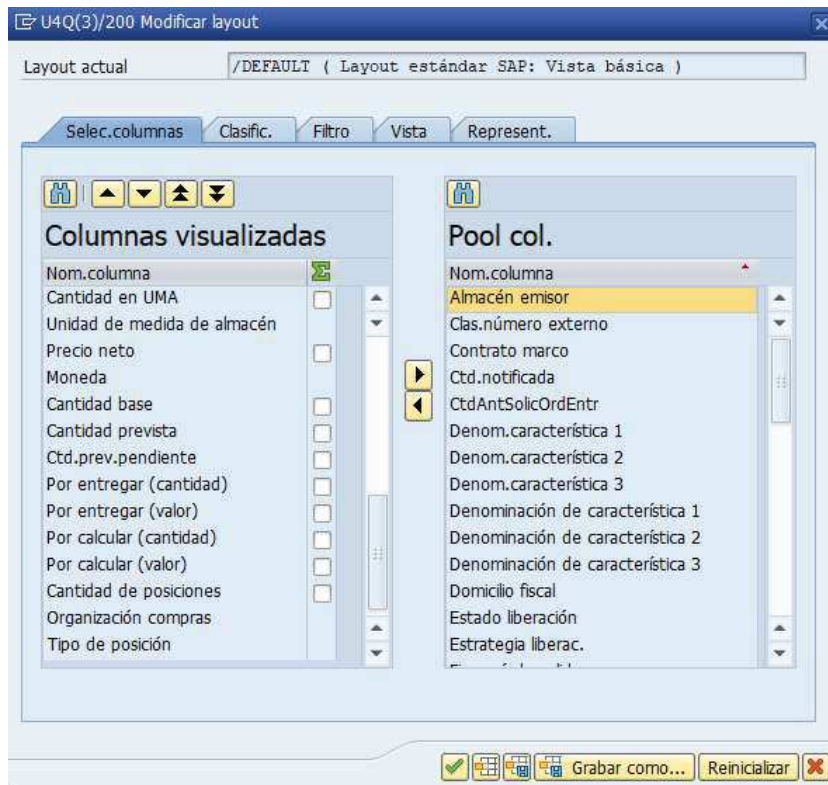 U4Q(3)/200 Modificar layout
Layout actual /DEFAULT ( Layout estándar SAP: Vista básica )
Selec.columnas Clasific. Filtro Vista Represent.
Columnas visualizadas
Nom.columna
Cantidad en UMA
Unidad de medida de almacén
Precio neto
Moneda
Cantidad base
Cantidad prevista
Ctd.prev.pendiente
Por entregar (cantidad)
Por entregar (valor)
Por calcular (cantidad)
Por calcular (valor)
Cantidad de posiciones
Organización compras
Tipo de posición
Pool col.
Nom.columna
Almacén emisor
Clas.número externo
Contrato marco
Ctd.notificada
CtdAntSolicOrdEntr
Denom.característica 1
Denom.característica 2
Denom.característica 3
Denominación de característica 1
Denominación de característica 2
Denominación de característica 3
Domicilio fiscal
Estado liberación
Estrategia liberac.
Grabar como... Reinicializar